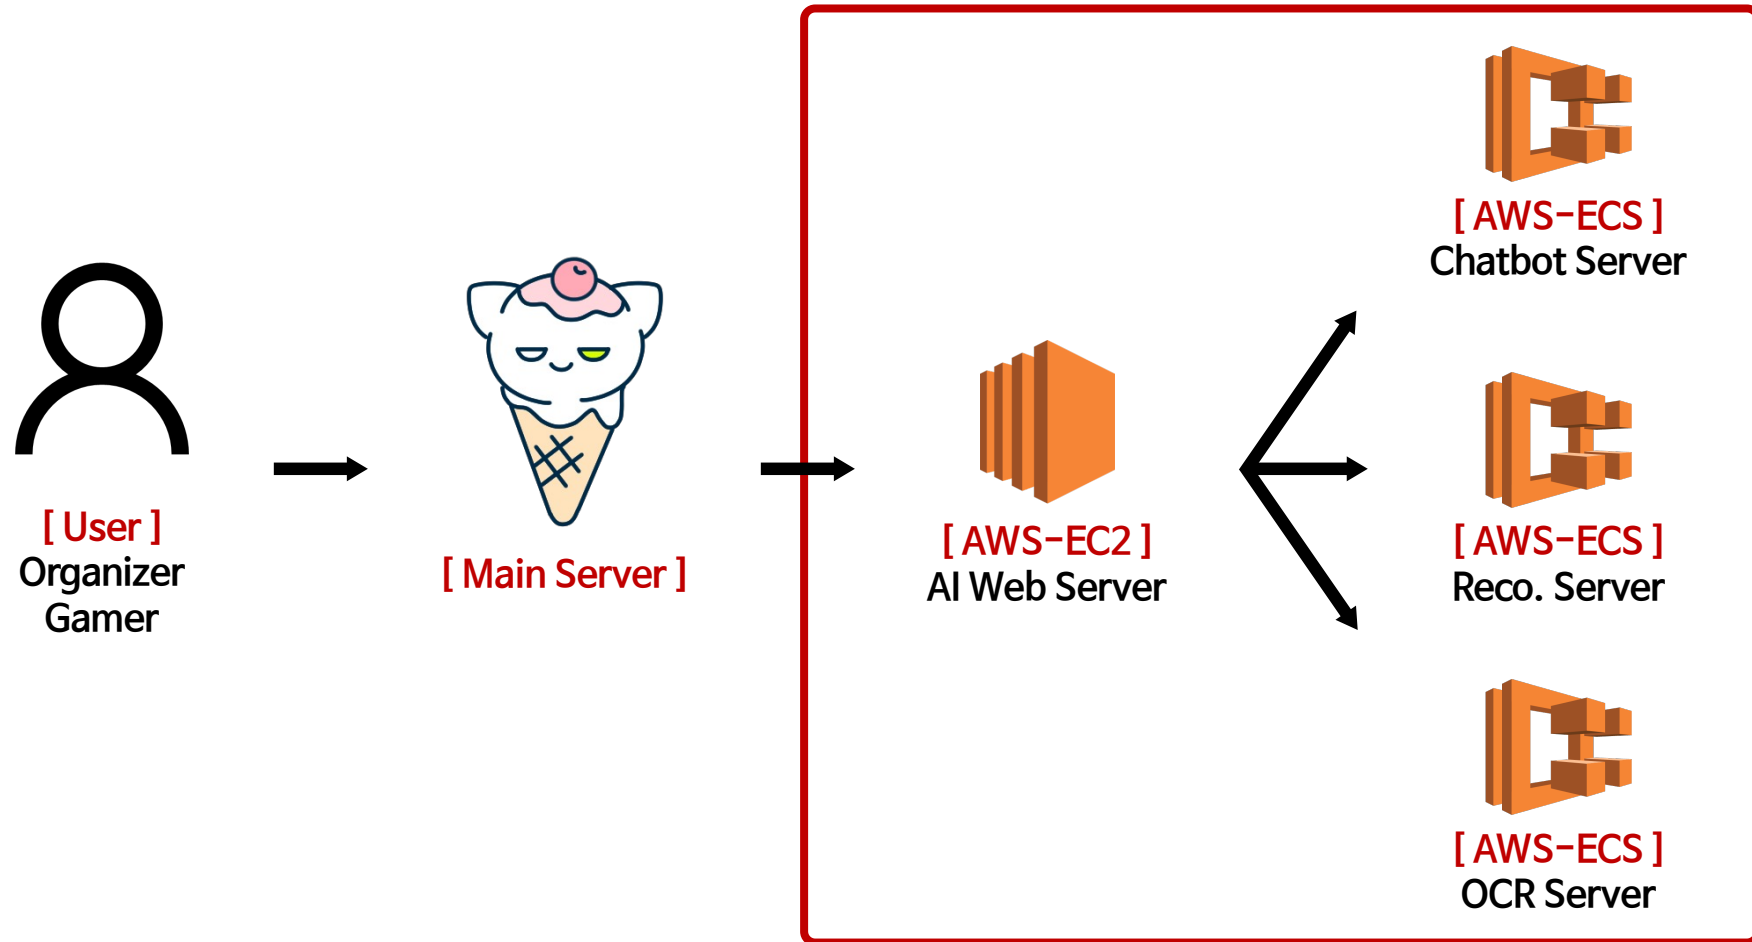 [ User ]
Organizer
Gamer
[ Main Server ]
[ AWS-EC2 ]
AI Web Server
[ AWS-ECS ]
Chatbot Server
[ AWS-ECS ]
Reco. Server
[ AWS-ECS ]
OCR Server